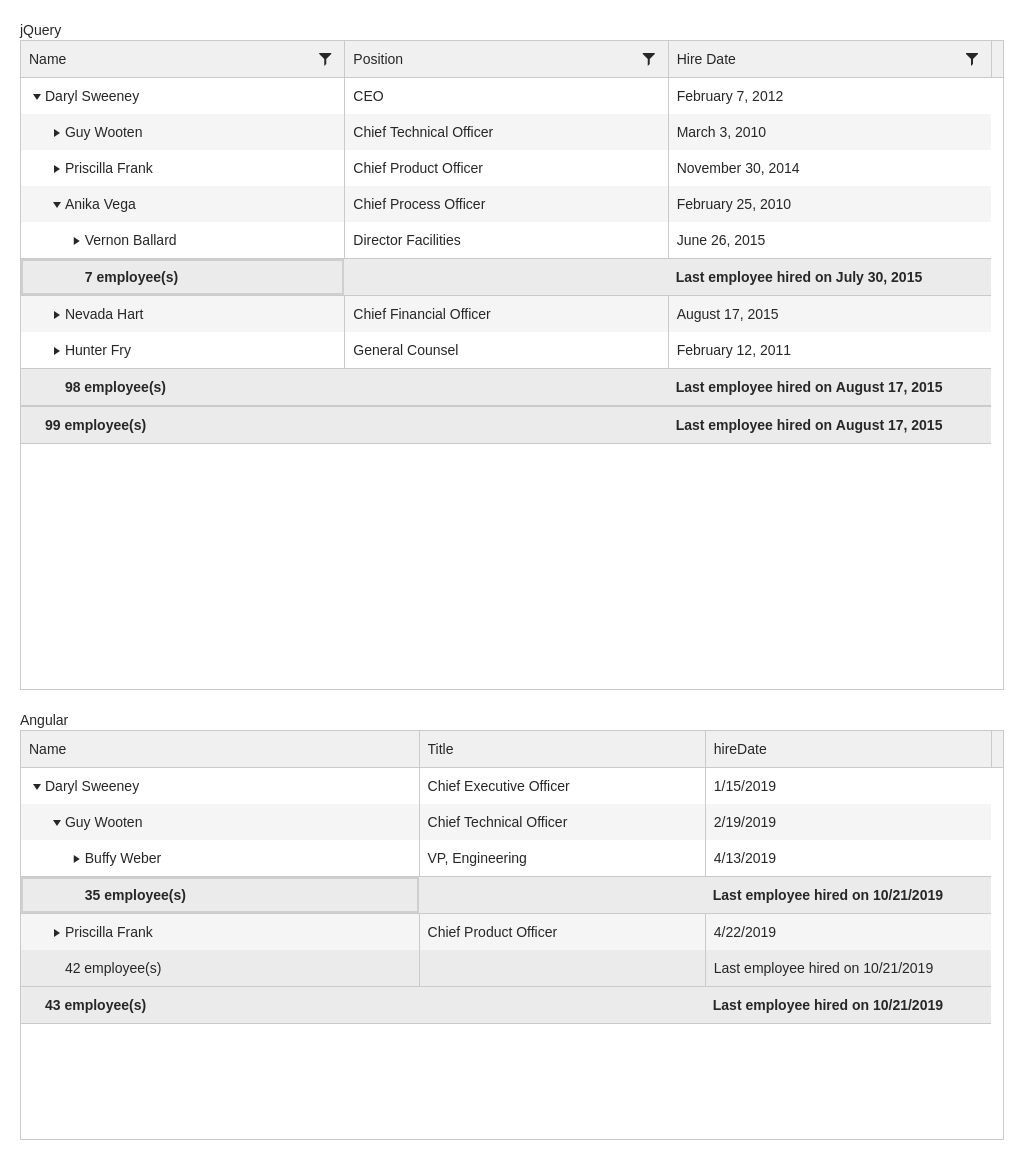 jQuery
Name Position Hire Date
Daryl Sweeney CEO February 7, 2012
Guy Wooten Chief Technical Officer March 3, 2010
Priscilla Frank Chief Product Officer November 30, 2014
Anika Vega Chief Process Officer February 25, 2010
Vernon Ballard Director Facilities June 26, 2015
7 employee(s) Last employee hired on July 30, 2015
Nevada Hart Chief Financial Officer August 17, 2015
Hunter Fry General Counsel February 12, 2011
98 employee(s) Last employee hired on August 17, 2015
99 employee(s) Last employee hired on August 17, 2015
Angular
Name Title hireDate
Daryl Sweeney Chief Executive Officer 1/15/2019
Guy Wooten Chief Technical Officer 2/19/2019
Buffy Weber VP, Engineering 4/13/2019
35 employee(s) Last employee hired on 10/21/2019
Priscilla Frank Chief Product Officer 4/22/2019
42 employee(s) Last employee hired on 10/21/2019
43 employee(s) Last employee hired on 10/21/2019